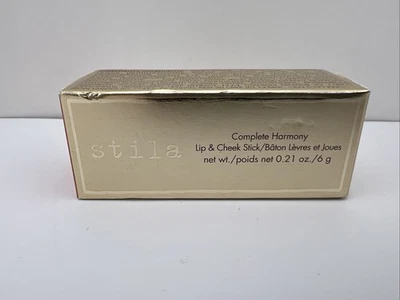 stila
Complete Harmony
Lip & Cheek Stick/Bâton Lèvres et Joues
net wt./poids net 0.21 oz./6 g